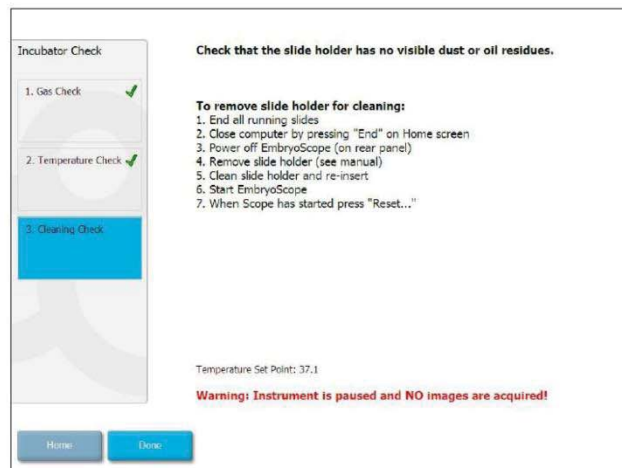 Incubator Check
1. Gas Check
2. Temperature Check
3. Cleaning Check
Check that the slide holder has no visible dust or oil residues.
To remove slide holder for cleaning:
1. End all running slides
2. Close computer by pressing "End" on Home screen
3. Power off EmbryoScope (on rear panel)
4. Remove slide holder (see manual)
5. Clean slide holder and re-insert
6. Start EmbryoScope
7. When Scope has started press "Reset..."
Temperature Set Point: 37.1
Warning: Instrument is paused and NO images are acquired!
Home
Done